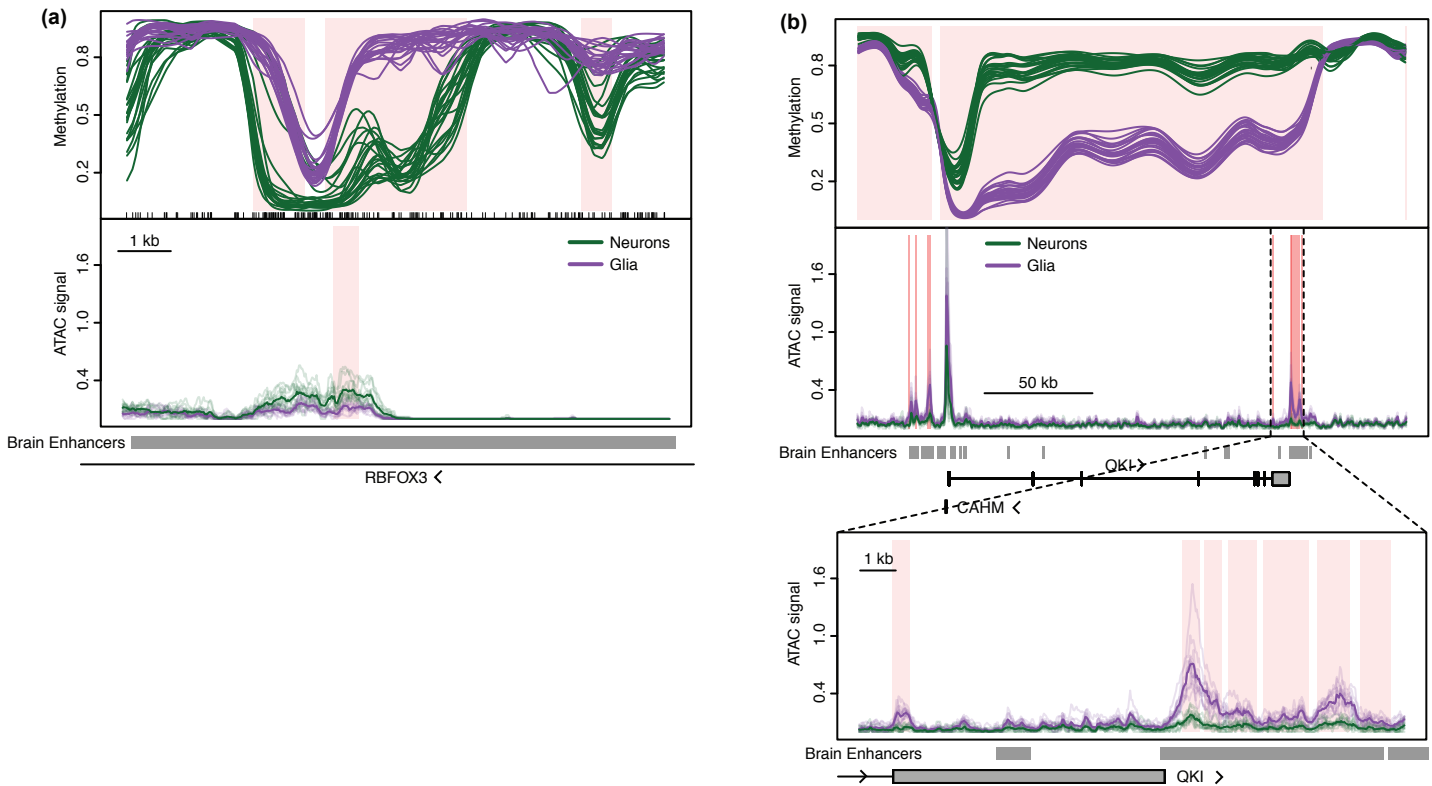 (a)
Methylation
0.8
0.5
0.2
1 kb
Neurons
Glia
ATAC signal
1.6
1.0
0.4
Brain Enhancers
RBFOX3 <
(b)
Methylation
0.8
0.5
0.2
Neurons
Glia
ATAC signal
1.6
1.0
0.4
50 kb
Brain Enhancers
QKI >
CAHM <
1 kb
ATAC signal
1.6
1.0
0.4
Brain Enhancers
QKI >